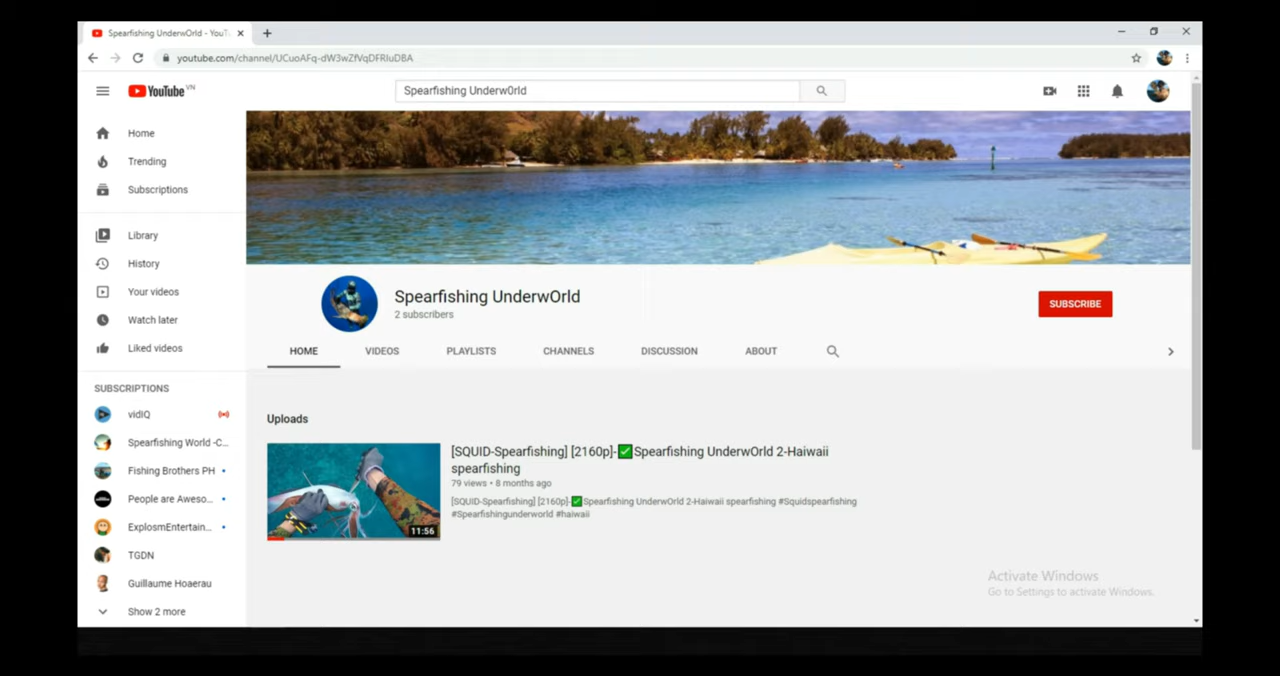 Spearfishing UnderwOrld - YouTu
youtube.com/channel/UCuoAFq-dW3wZfVqDFRIuDBA
YouTube VN
Spearfishing Underw0rld
Home
Trending
Subscriptions
Library
History
Your videos
Watch later
Liked videos
SUBSCRIPTIONS
vidIQ
Spearfishing World -C...
Fishing Brothers PH
People are Aweso...
ExplosmEntertain...
TGDN
Guillaume Hoaerau
Show 2 more
Spearfishing UnderwOrld
2 subscribers
SUBSCRIBE
HOME VIDEOS PLAYLISTS CHANNELS DISCUSSION ABOUT
Uploads
11:56
[SQUID-Spearfishing] [2160p]-✅Spearfishing UnderwOrld 2-Haiwaii
spearfishing
79 views • 8 months ago
[SQUID-Spearfishing] [2160p]-✅Spearfishing UnderwOrld 2-Haiwaii spearfishing #Squidspearfishing
#Spearfishingunderworld #haiwaii
Activate Windows
Go to Settings to activate Windows.